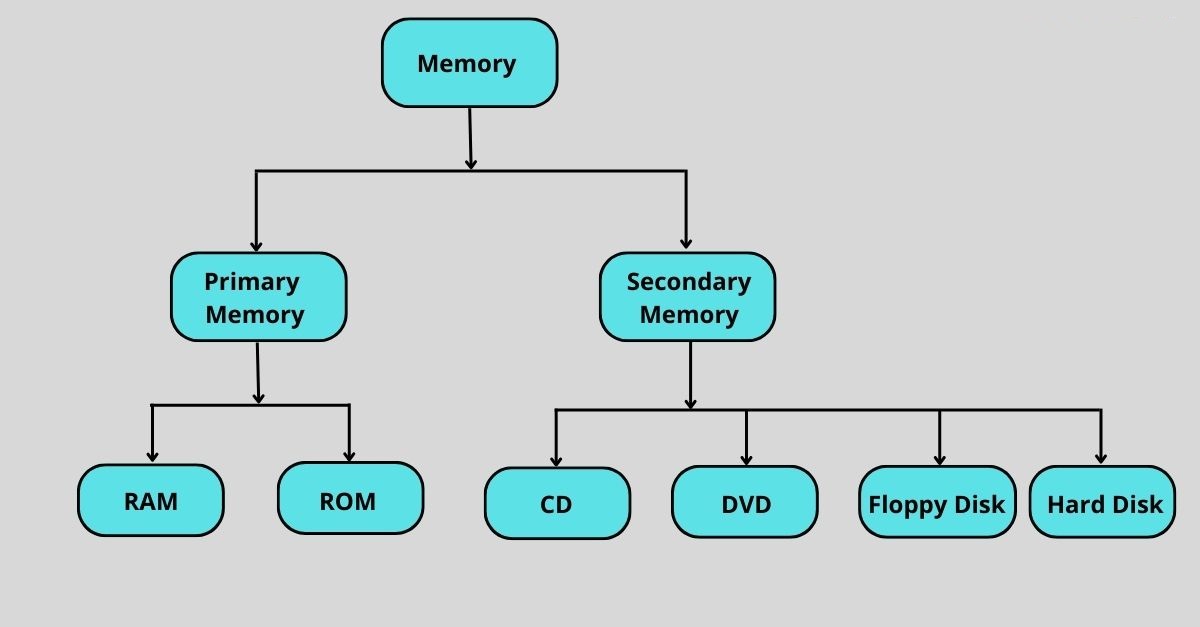 Memory
Primary
Memory
Secondary
Memory
RAM
ROM
CD
DVD
Floppy Disk
Hard Disk